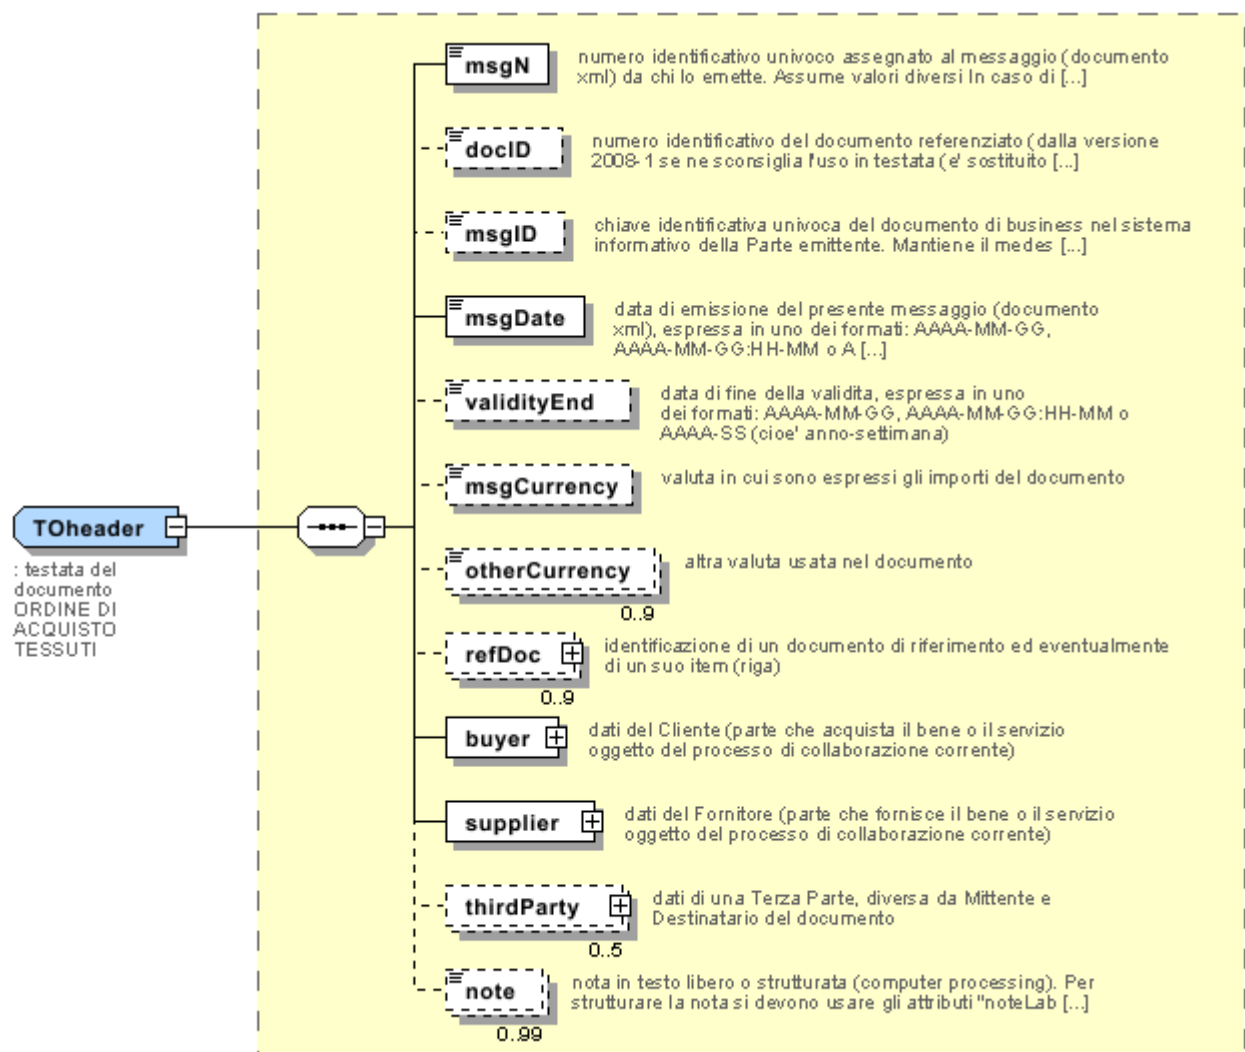 msgN
numero identificativo univoco assegnato al messaggio (documento
xml) da chi lo emette. Assume valori diversi In caso di [...]
docID
numero identificativo del documento referenziato (dalla versione
2008-1 se ne sconsiglia l'uso in testata (e' sostituito [...]
msgID
chiave identificativa univoca del documento di business nel sistema
informativo della Parte emittente. Mantiene il medes [...]
msgDate
data di emissione del presente messaggio (documento
xml), espressa in uno dei formati: AAAA-MM-GG,
AAAA-MM-GG:HH-MM o A [...]
validityEnd
data di fine della validita, espressa in uno
dei formati: AAAA-MM-GG, AAAA-MM-GG:HH-MM o
AAAA-SS (cioe' anno-settimana)
msgCurrency
valuta in cui sono espressi gli importi del documento
TOheader
: testata del
documento
ORDINE DI
ACQUISTO
TESSUTI
otherCurrency
altra valuta usata nel documento
0..9
refDoc
identificazione di un documento di riferimento ed eventualmente
di un suo item (riga)
0..9
buyer
dati del Cliente (parte che acquista il bene o il servizio
oggetto del processo di collaborazione corrente)
supplier
dati del Fornitore (parte che fornisce il bene o il servizio
oggetto del processo di collaborazione corrente)
thirdParty
dati di una Terza Parte, diversa da Mittente e
Destinatario del documento
0..5
note
nota in testo libero o strutturata (computer processing). Per
strutturare la nota si devono usare gli attributi "noteLab [...]
0..99